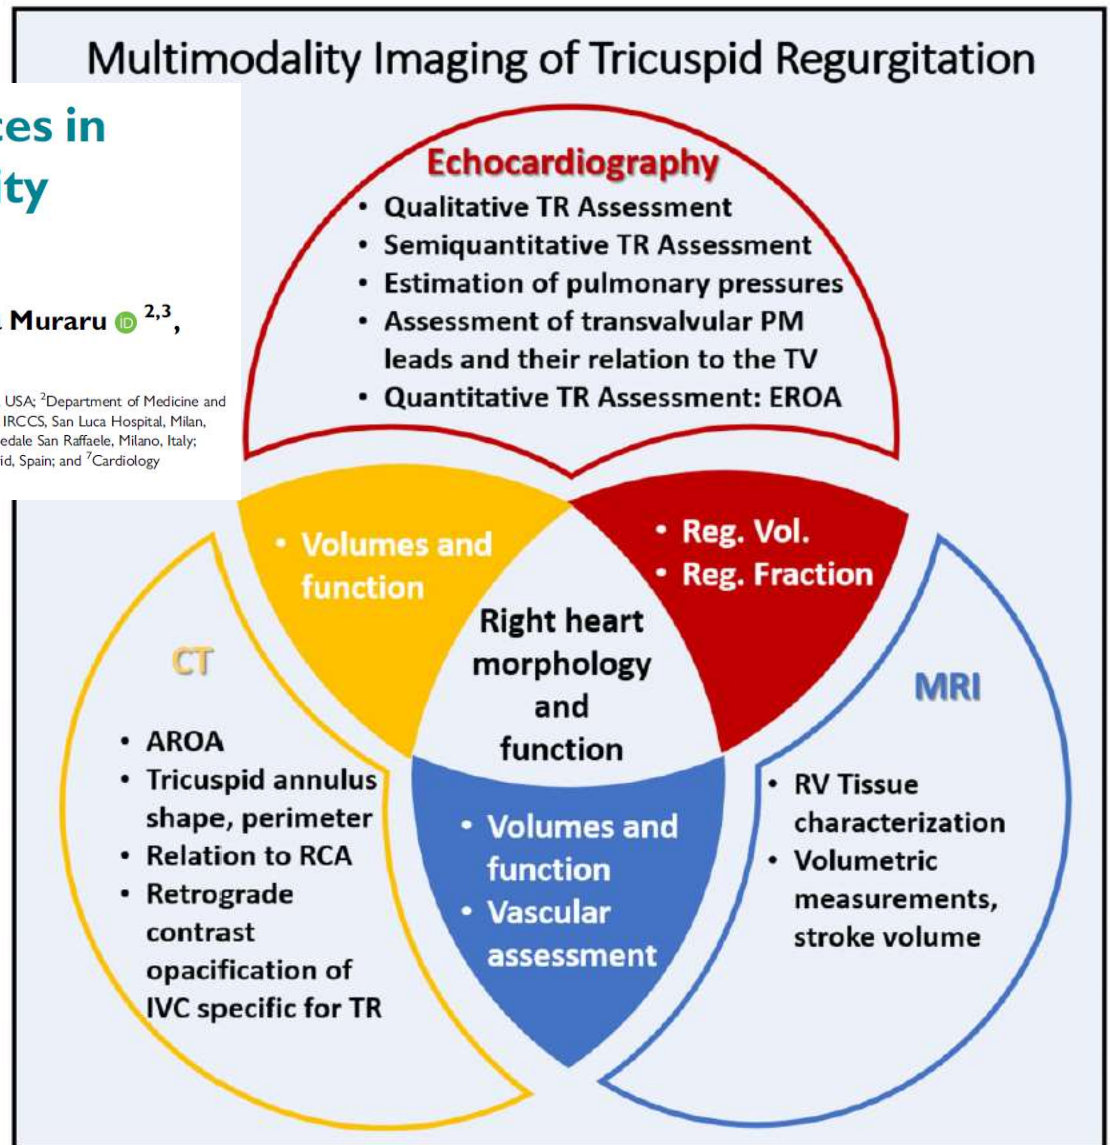 Multimodality Imaging of Tricuspid Regurgitation
ces in
ity
Muraru iD 2,3,
USA; 2Department of Medicine and
IRCCS, San Luca Hospital, Milan,
edale San Raffaele, Milano, Italy;
rid, Spain; and 7Cardiology
Echocardiography
• Qualitative TR Assessment
• Semiquantitative TR Assessment
• Estimation of pulmonary pressures
• Assessment of transvalvular PM
leads and their relation to the TV
• Quantitative TR Assessment: EROA
• Volumes and
function
• Reg. Vol.
• Reg. Fraction
Right heart
morphology
and
function
CT
• AROA
• Tricuspid annulus
shape, perimeter
• Relation to RCA
• Retrograde
contrast
opacification of
IVC specific for TR
• Volumes and
function
• Vascular
assessment
MRI
• RV Tissue
characterization
• Volumetric
measurements,
stroke volume